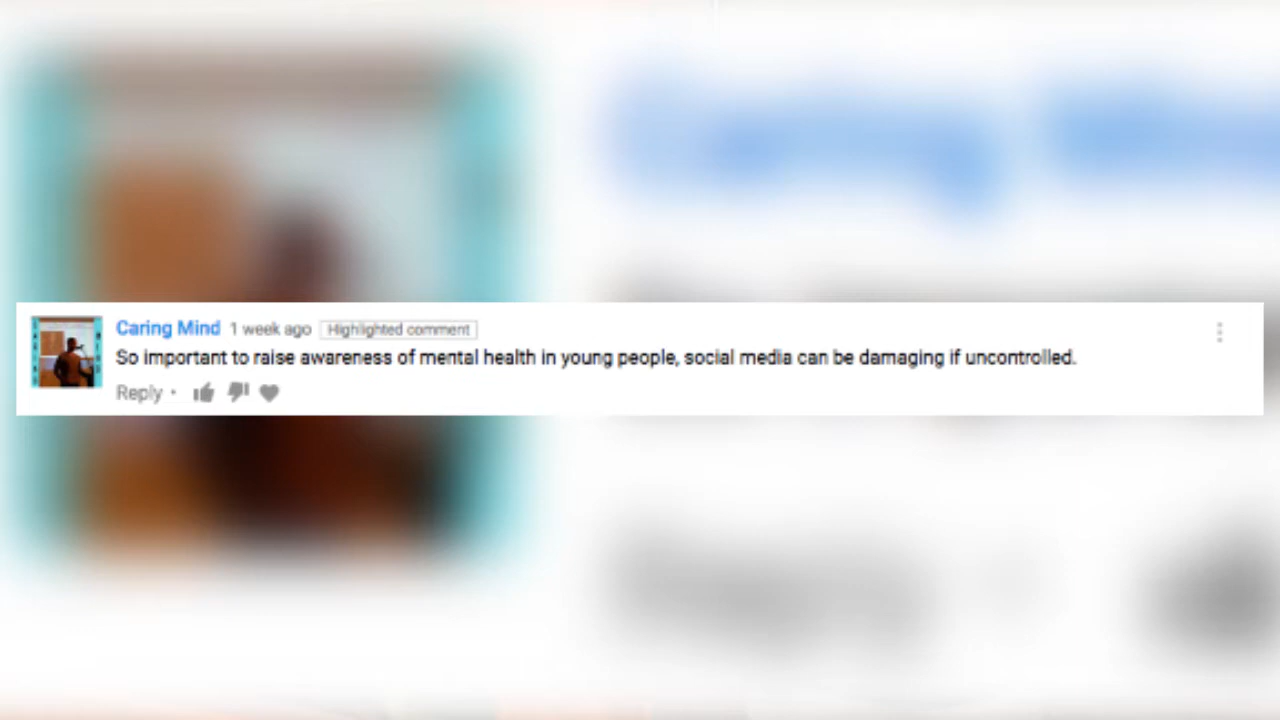 Caring Mind 1 week ago Highlighted comment
So important to raise awareness of mental health in young people, social media can be damaging if uncontrolled.
Reply •